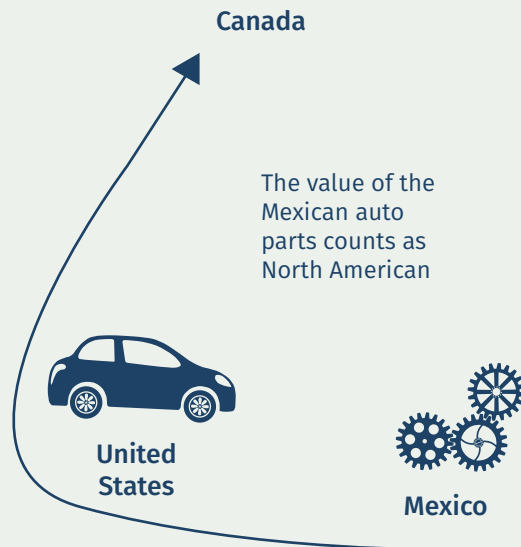 Canada
The value of the
Mexican auto
parts counts as
North American
United
States
Mexico